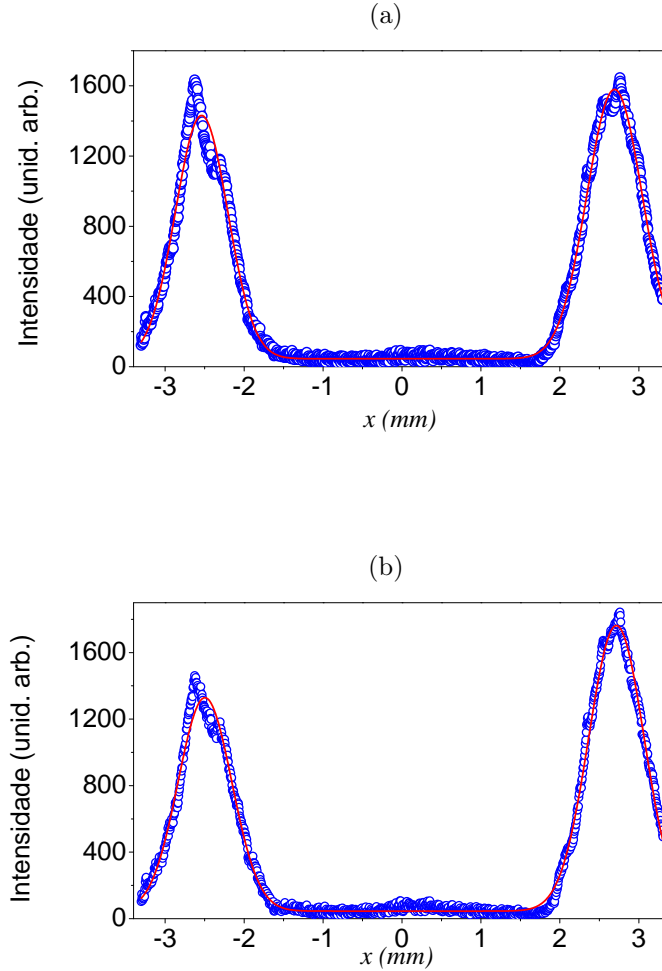 (a)
Intensidade (unid. arb.)
1600
1200
800
400
0
-3 -2 -1 0 1 2 3
x (mm)
(b)
Intensidade (unid. arb.)
1600
1200
800
400
0
-3 -2 -1 0 1 2 3
x (mm)